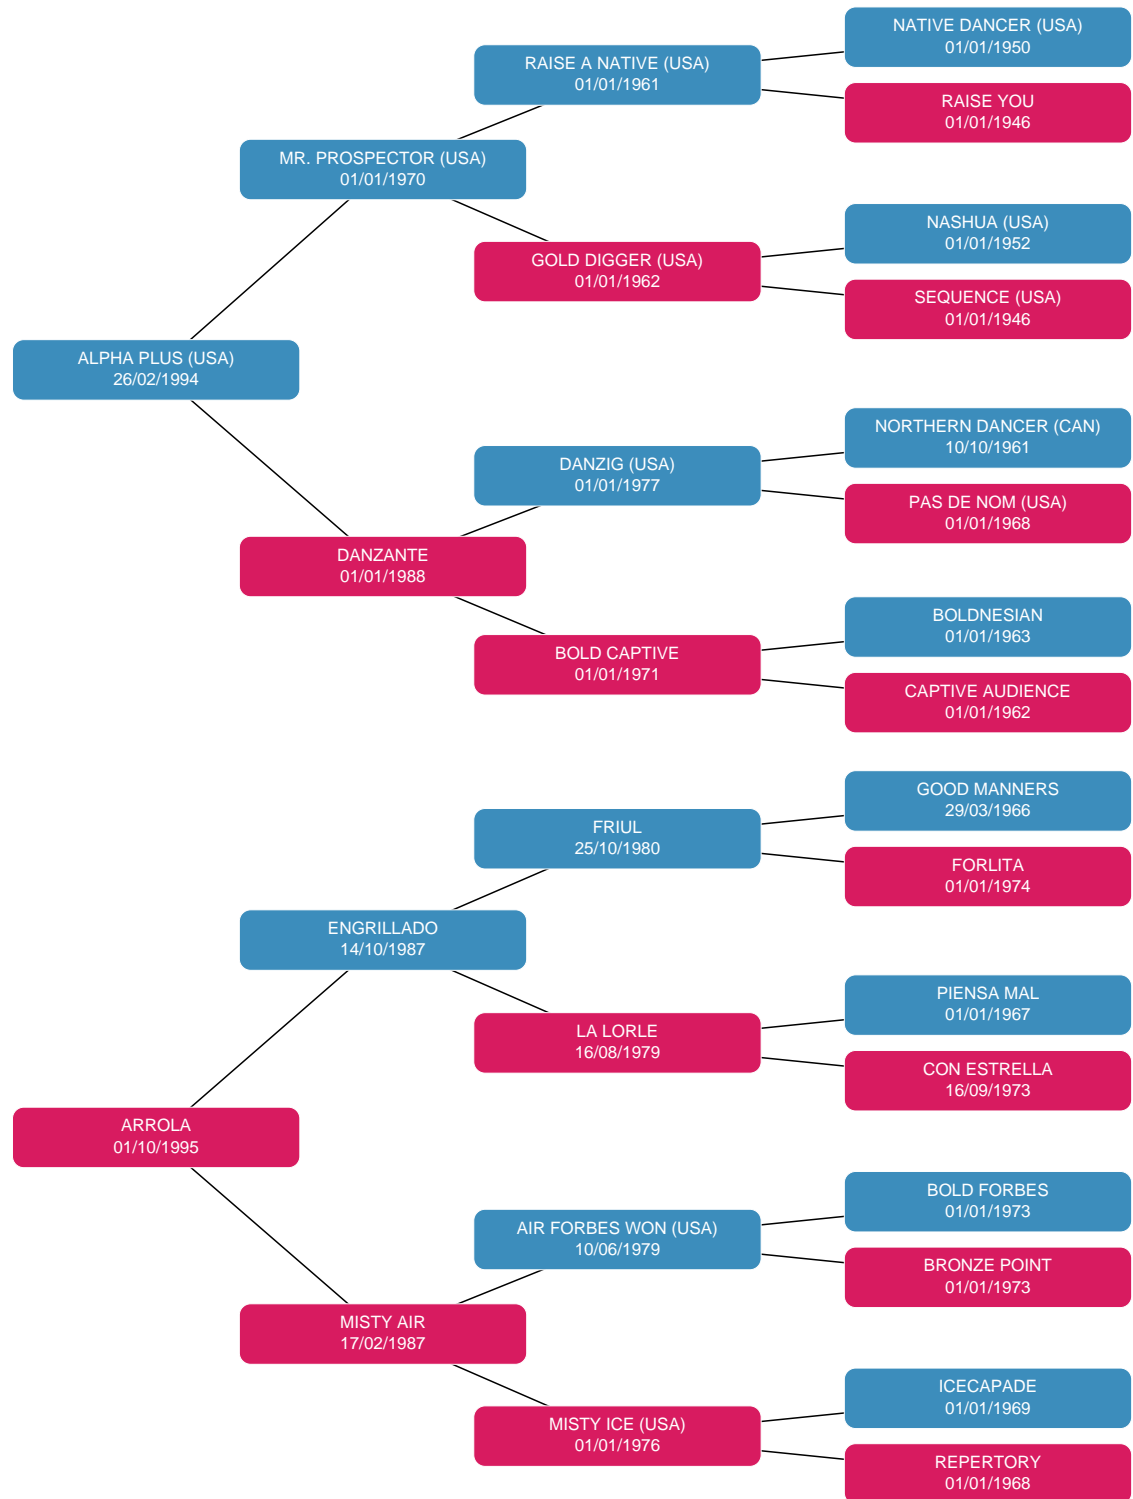 NATIVE DANCER (USA)
01/01/1950
RAISE A NATIVE (USA)
01/01/1961
RAISE YOU
01/01/1946
MR. PROSPECTOR (USA)
01/01/1970
NASHUA (USA)
01/01/1952
GOLD DIGGER (USA)
01/01/1962
SEQUENCE (USA)
01/01/1946
ALPHA PLUS (USA)
26/02/1994
NORTHERN DANCER (CAN)
10/10/1961
DANZIG (USA)
01/01/1977
PAS DE NOM (USA)
01/01/1968
DANZANTE
01/01/1988
BOLDNESIAN
01/01/1963
BOLD CAPTIVE
01/01/1971
CAPTIVE AUDIENCE
01/01/1962
GOOD MANNERS
29/03/1966
FRIUL
25/10/1980
FORLITA
01/01/1974
ENGRILLADO
14/10/1987
PIENSA MAL
01/01/1967
LA LORLE
16/08/1979
CON ESTRELLA
16/09/1973
ARROLA
01/10/1995
BOLD FORBES
01/01/1973
AIR FORBES WON (USA)
10/06/1979
BRONZE POINT
01/01/1973
MISTY AIR
17/02/1987
ICECAPADE
01/01/1969
MISTY ICE (USA)
01/01/1976
REPERTORY
01/01/1968